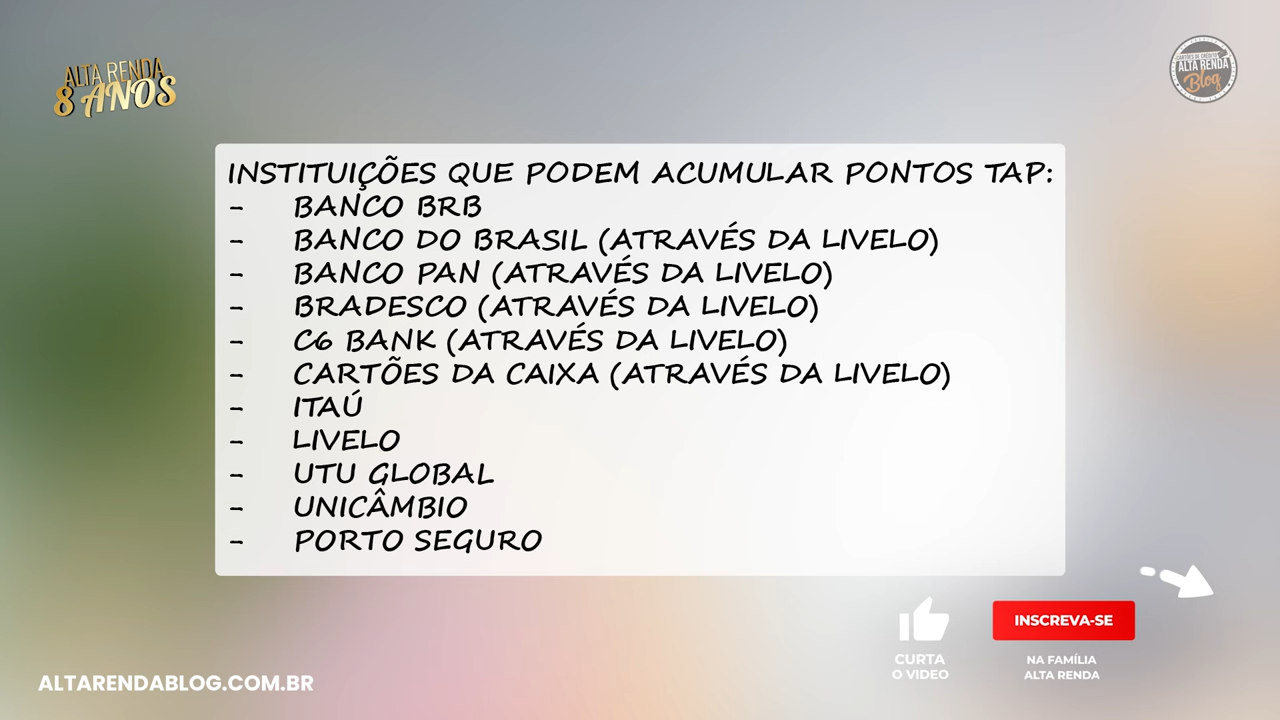 ALTA RENDA
8 ANOS
CARTÕES DE CRÉDITO
ALTA RENDA
Blog
INSTITUIÇÕES QUE PODEM ACUMULAR PONTOS TAP:
- BANCO BRB
- BANCO DO BRASIL (ATRAVÉS DA LIVELO)
- BANCO PAN (ATRAVÉS DA LIVELO)
- BRADESCO (ATRAVÉS DA LIVELO)
- C6 BANK (ATRAVÉS DA LIVELO)
- CARTÕES DA CAIXA (ATRAVÉS DA LIVELO)
- ITAÚ
- LIVELO
- UTU GLOBAL
- UNICÂMBIO
- PORTO SEGURO
CURTA
O VIDEO
INSCREVA-SE
NA FAMÍLIA
ALTA RENDA
ALTARENDABLOG.COM.BR